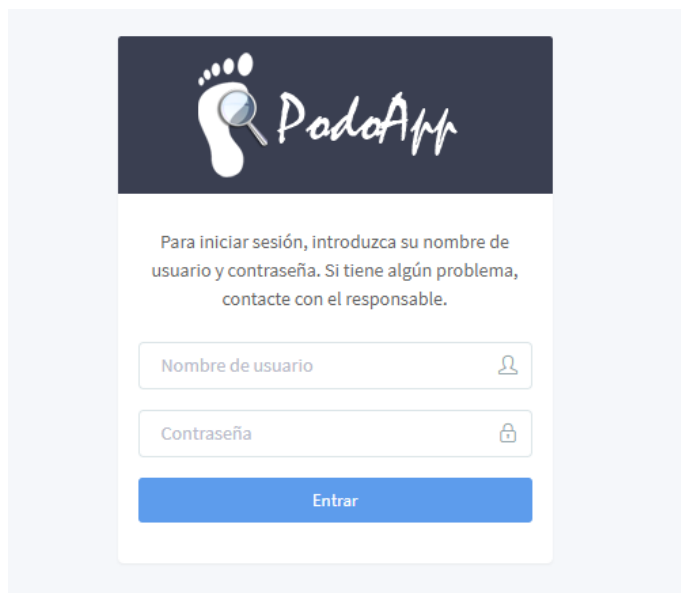 PodoApp
Para iniciar sesión, introduzca su nombre de
usuario y contraseña. Si tiene algún problema,
contacte con el responsable.
Nombre de usuario
Contraseña
Entrar